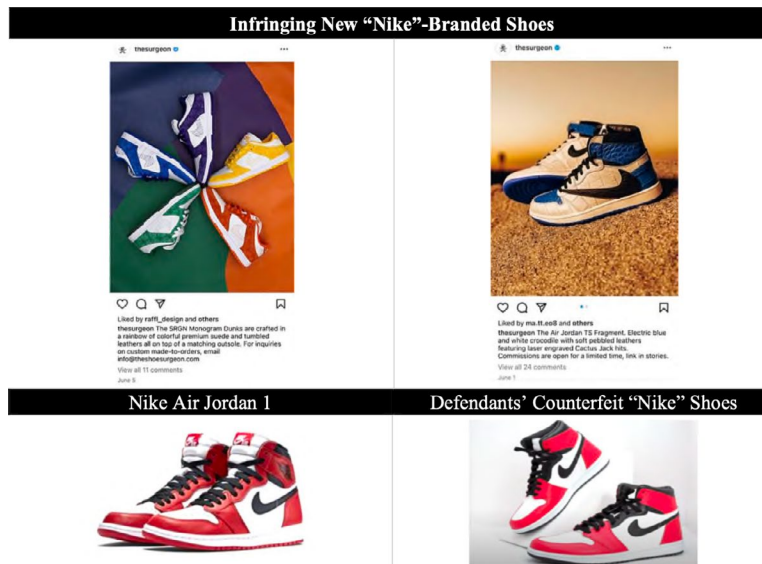 Infringing New “Nike”-Branded Shoes
thesurgeon
thesurgeon
Liked by raffi_design and others
thesurgeon The SRGN Monogram Dunks are crafted in
a rainbow of colorful premium suede and tumbled
leathers all on top of a matching outsole. For inquiries
on custom made-to-orders, email
info@theshoesurgeon.com
View all 11 comments
June 5
Liked by ma.tt.eo8 and others
thesurgeon The Air Jordan TS Fragment. Electric blue
and white crocodile with soft pebbled leathers
featuring laser engraved Cactus Jack hits.
Commissions are open for a limited time, link in stories.
View all 24 comments
June 1
Nike Air Jordan 1
Defendants’ Counterfeit “Nike” Shoes